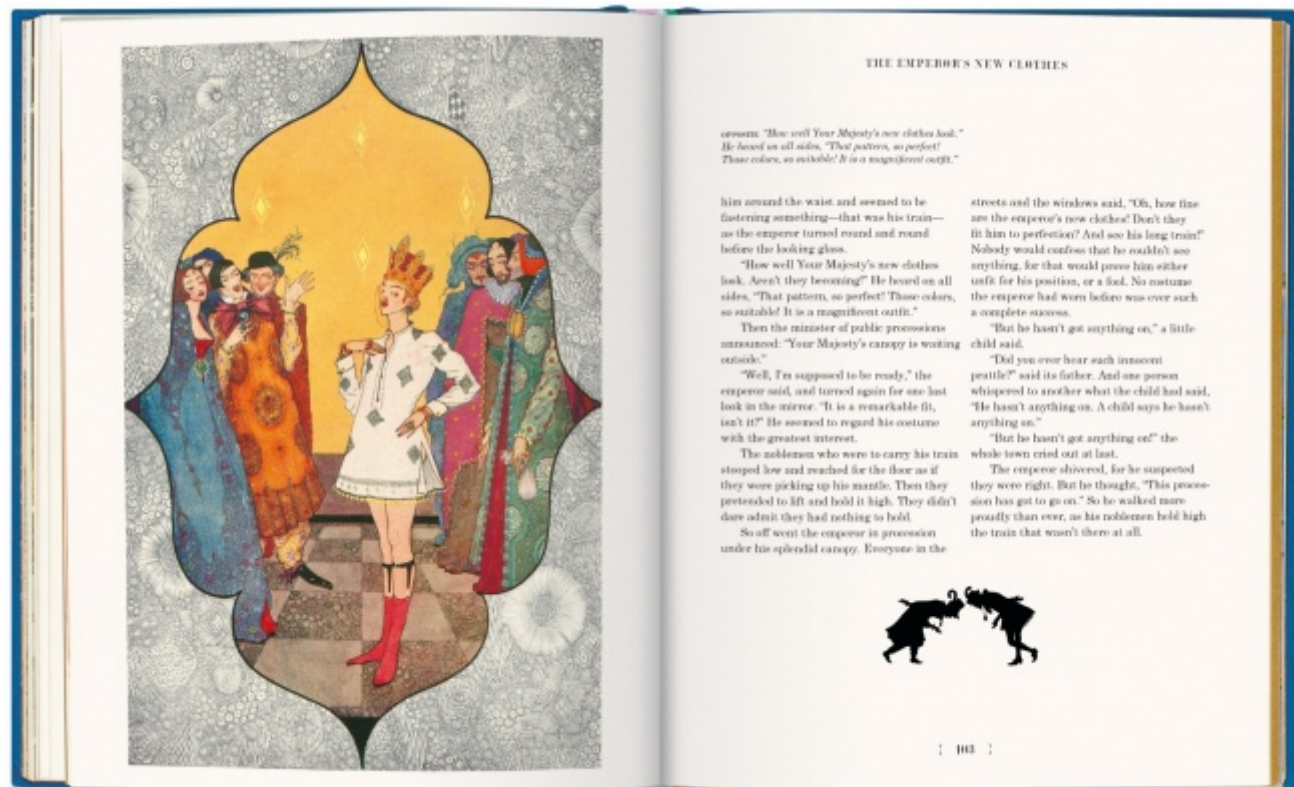 THE EMPEROR'S NEW CLOTHES
OPPOSITE "How well Your Majesty's new clothes look."
He heard on all sides, "That pattern, so perfect!
Those colors, so suitable! It is a magnificent outfit."
him around the waist and seemed to be
fastening something—that was his train—
as the emperor turned round and round
before the looking glass.
"How well Your Majesty's new clothes
look. Aren't they becoming!" He heard on all
sides, "That pattern, so perfect! Those colors,
so suitable! It is a magnificent outfit."
Then the minister of public processions
announced: "Your Majesty's canopy is waiting
outside."
"Well, I'm supposed to be ready," the
emperor said, and turned again for one last
look in the mirror. "It is a remarkable fit,
isn't it?" He seemed to regard his costume
with the greatest interest.
The noblemen who were to carry his train
stooped low and reached for the floor as if
they were picking up his mantle. Then they
pretended to lift and hold it high. They didn't
dare admit they had nothing to hold.
So off went the emperor in procession
under his splendid canopy. Everyone in the
streets and the windows said, "Oh, how fine
are the emperor's new clothes! Don't they
fit him to perfection? And see his long train!"
Nobody would confess that he couldn't see
anything, for that would prove him either
unfit for his position, or a fool. No costume
the emperor had worn before was ever such
a complete success.
"But he hasn't got anything on," a little
child said.
"Did you ever hear such innocent
prattle?" said its father. And one person
whispered to another what the child had said,
"He hasn't anything on. A child says he hasn't
anything on."
"But he hasn't got anything on!" the
whole town cried out at last.
The emperor shivered, for he suspected
they were right. But he thought, "This proces-
sion has got to go on." So he walked more
proudly than ever, as his noblemen held high
the train that wasn't there at all.
103